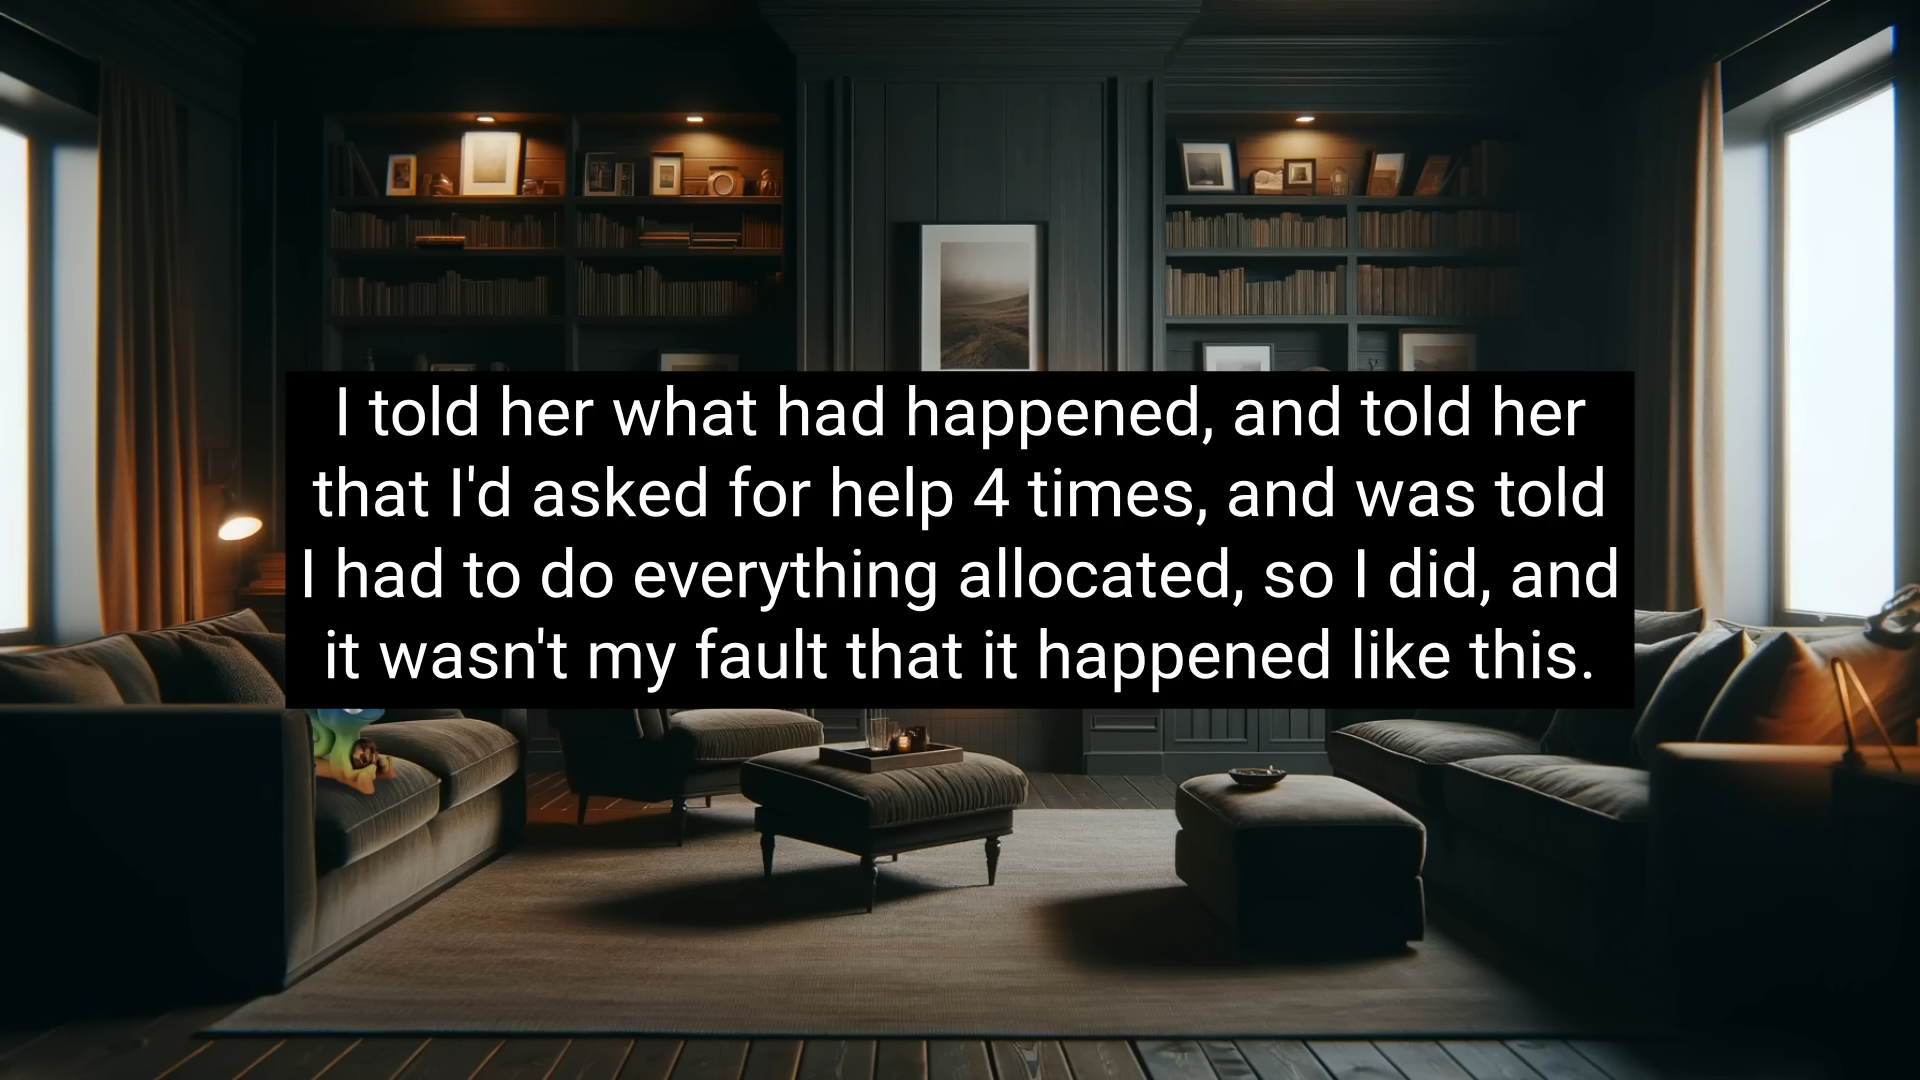 I told her what had happened, and told her
that I'd asked for help 4 times, and was told
I had to do everything allocated, so I did, and
it wasn't my fault that it happened like this.